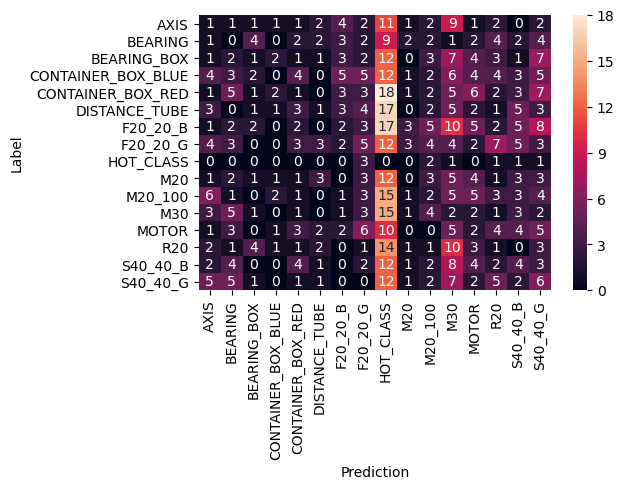 Label
AXIS 1 1 1 1 1 2 4 2 11 1 2 9 1 2 0 2
BEARING 1 0 4 0 2 2 3 2 9 2 2 1 2 4 2 4
BEARING_BOX 1 2 1 2 1 1 3 2 12 0 3 7 4 3 1 7
CONTAINER_BOX_BLUE 4 3 2 0 4 0 5 5 12 1 2 6 4 4 3 5
CONTAINER_BOX_RED 1 5 1 2 1 0 3 3 18 1 2 5 6 2 3 7
DISTANCE_TUBE 3 0 1 1 3 1 3 4 17 0 2 5 2 1 5 3
F20_20_B 1 2 2 0 2 0 2 3 17 3 5 10 5 2 5 8
F20_20_G 4 3 0 0 3 3 2 5 12 3 4 4 2 7 5 3
HOT_CLASS 0 0 0 0 0 0 0 3 0 0 2 1 0 1 1 1
M20 1 2 1 1 1 3 0 3 12 0 3 5 4 1 3 3
M20_100 6 1 0 2 1 0 1 3 15 1 2 5 5 3 3 4
M30 3 5 1 0 1 0 1 3 15 1 4 2 2 1 3 2
MOTOR 1 3 0 1 3 2 2 6 10 0 0 5 2 4 4 5
R20 2 1 4 1 1 2 0 1 14 1 1 10 3 1 0 3
S40_40_B 2 4 0 0 4 1 0 2 12 1 2 8 4 2 4 3
S40_40_G 5 5 1 0 1 1 0 2 12 1 2 7 2 5 2 6
AXIS
BEARING
BEARING_BOX
CONTAINER_BOX_BLUE
CONTAINER_BOX_RED
DISTANCE_TUBE
F20_20_B
F20_20_G
HOT_CLASS
M20
M20_100
M30
MOTOR
R20
S40_40_B
S40_40_G
Prediction
18
15
12
9
6
3
0